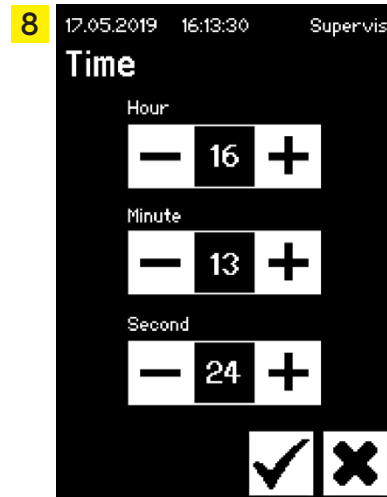 8
17.05.2019 16:13:30 Supervis
Time
Hour
16
Minute
13
Second
24